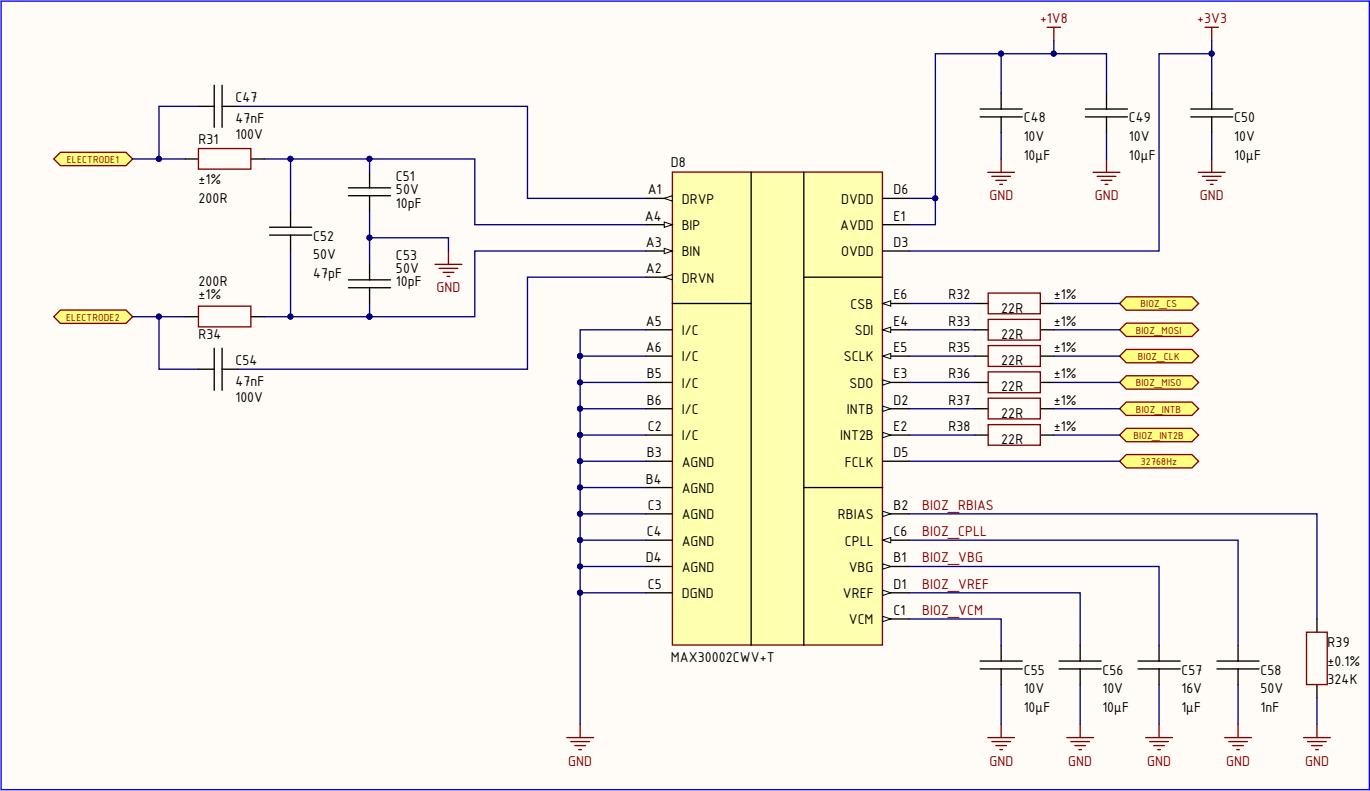 +1V8
+3V3
C47
47nF
100V
R31
±1%
200R
ELECTRODE1
C51
50V
10pF
C52
50V
47pF
C53
50V
10pF
GND
200R
±1%
R34
ELECTRODE2
C54
47nF
100V
C48
10V
10µF
GND
C49
10V
10µF
GND
C50
10V
10µF
GND
D8
A1 DRVP
A4 BIP
A3 BIN
A2 DRVN
A5 I/C
A6 I/C
B5 I/C
B6 I/C
C2 I/C
B3 AGND
B4 AGND
C3 AGND
C4 AGND
D4 AGND
C5 DGND
GND
DVDD D6
AVDD E1
OVDD D3
CSB E6 R32 22R ±1% BIOZ_CS
SDI E4 R33 22R ±1% BIOZ_MOSI
SCLK E5 R35 22R ±1% BIOZ_CLK
SDO E3 R36 22R ±1% BIOZ_MISO
INTB D2 R37 22R ±1% BIOZ_INTB
INT2B E2 R38 22R ±1% BIOZ_INT2B
FCLK D5 32768Hz
RBIAS B2 BIOZ_RBIAS
CPLL C6 BIOZ_CPLL
VBG B1 BIOZ_VBG
VREF D1 BIOZ_VREF
VCM C1 BIOZ_VCM
MAX30002CWV+T
C55
10V
10µF
GND
C56
10V
10µF
GND
C57
16V
1µF
GND
C58
50V
1nF
GND
R39
±0.1%
324K
GND